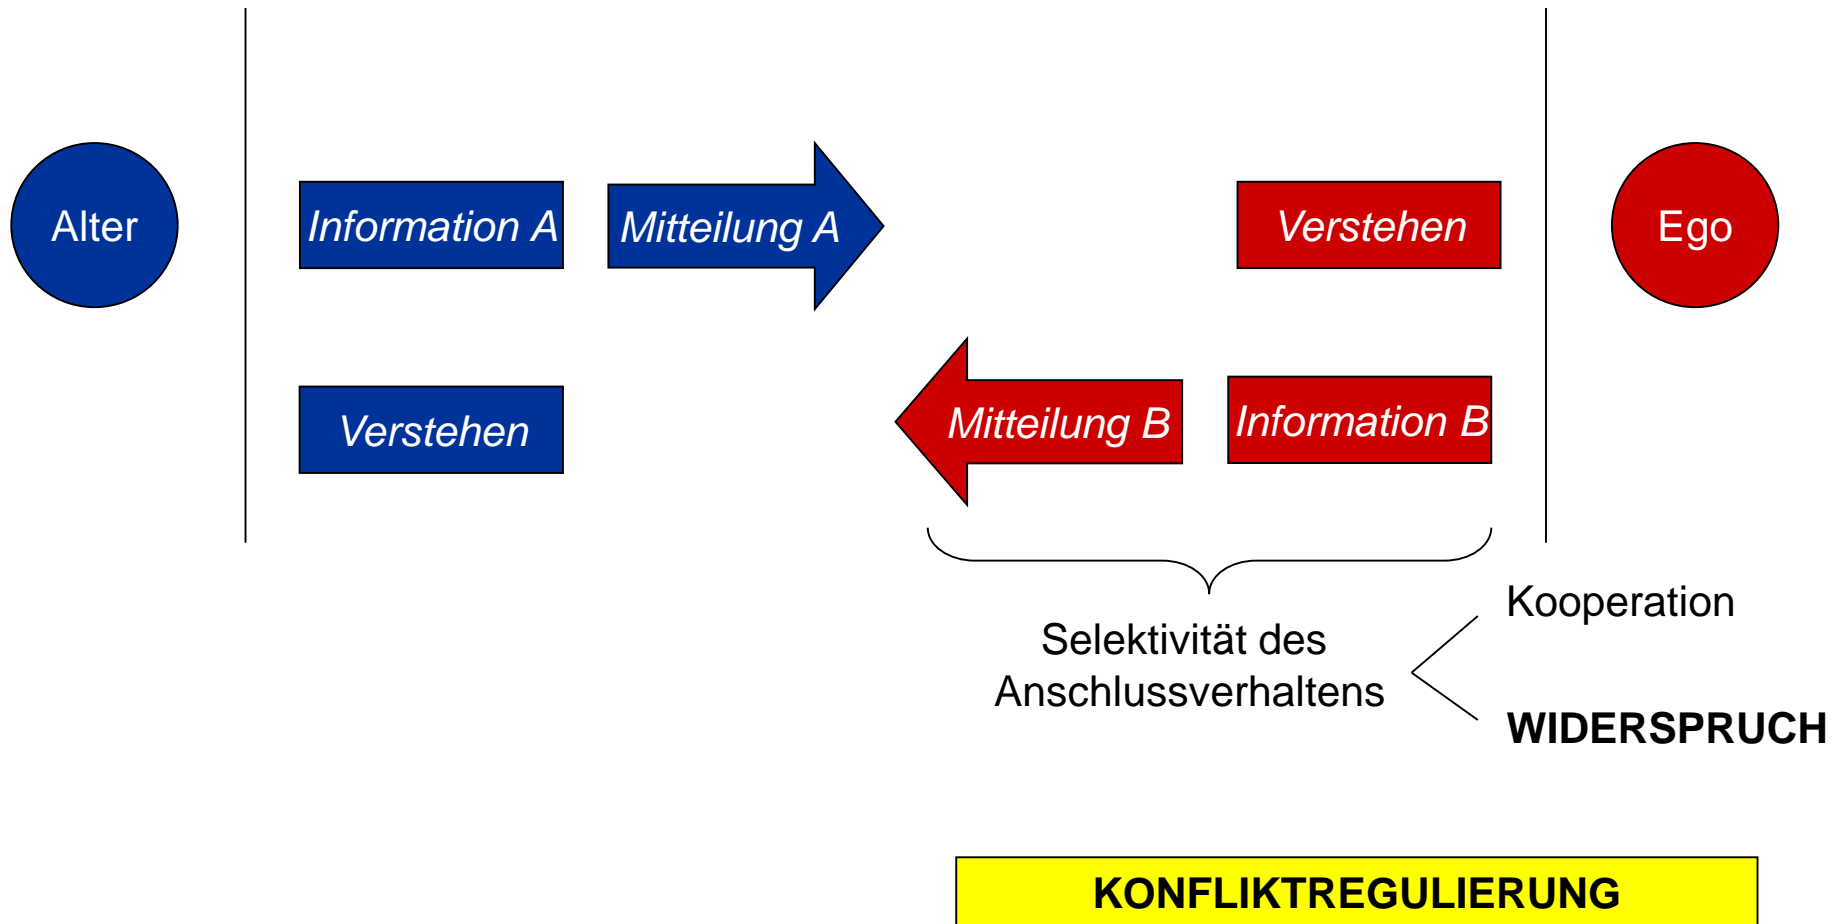 Alter
Information A
Mitteilung A
Verstehen
Ego
Verstehen
Mitteilung B
Information B
Selektivität des
Anschlussverhaltens
Kooperation
WIDERSPRUCH
KONFLIKTREGULIERUNG